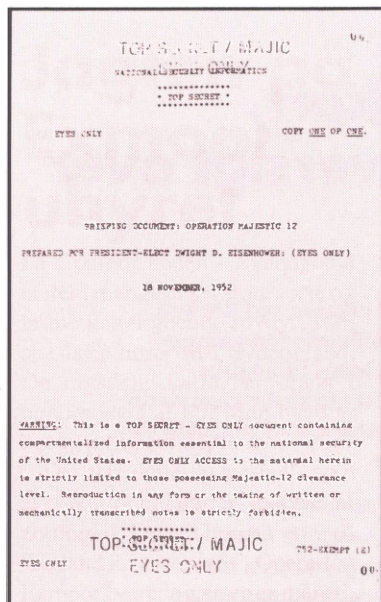 TOP SECRET / MAJIC
EYES ONLY
NATIONAL SECURITY INFORMATION
• TOP SECRET •
EYES ONLY COPY ONE OF ONE.
BRIEFING DOCUMENT: OPERATION MAJESTIC 12
PREPARED FOR PRESIDENT-ELECT DWIGHT D. EISENHOWER: (EYES ONLY)
18 NOVEMBER, 1952
WARNING: This is a TOP SECRET - EYES ONLY document containing
compartmentalized information essential to the national security
of the United States. EYES ONLY ACCESS to the material herein
is strictly limited to those possessing Majestic-12 clearance
level. Reproduction in any form or the taking of written or
mechanically transcribed notes is strictly forbidden.
TOP SECRET
TOP SECRET / MAJIC
EYES ONLY
T52-EXEMPT (E)
EYES ONLY